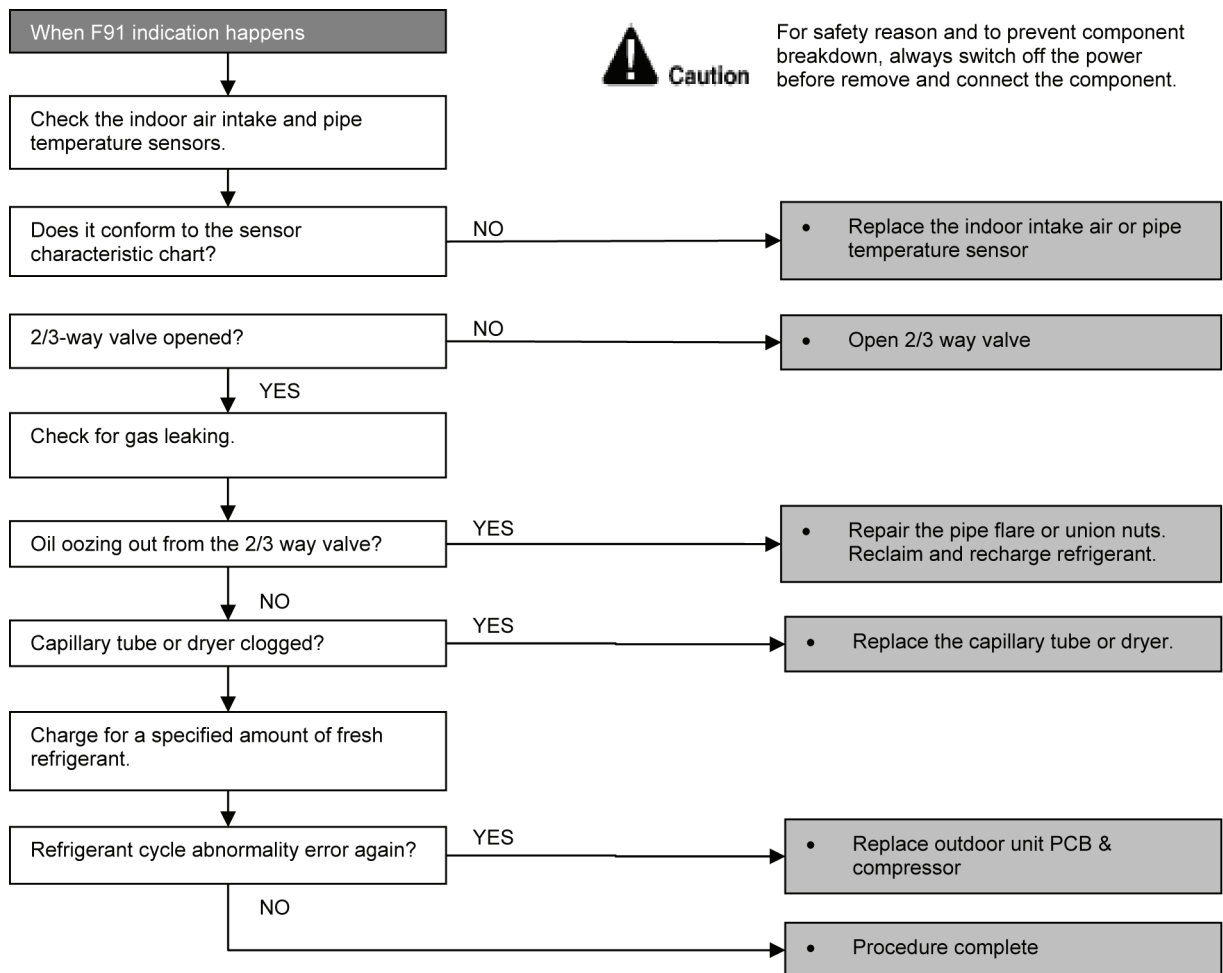 When F91 indication happens
Caution
For safety reason and to prevent component
breakdown, always switch off the power
before remove and connect the component.
Check the indoor air intake and pipe
temperature sensors.
Does it conform to the sensor
characteristic chart?
NO
• Replace the indoor intake air or pipe
temperature sensor
2/3-way valve opened?
NO
• Open 2/3 way valve
YES
Check for gas leaking.
Oil oozing out from the 2/3 way valve?
YES
• Repair the pipe flare or union nuts.
Reclaim and recharge refrigerant.
NO
Capillary tube or dryer clogged?
YES
• Replace the capillary tube or dryer.
Charge for a specified amount of fresh
refrigerant.
Refrigerant cycle abnormality error again?
YES
• Replace outdoor unit PCB &
compressor
NO
• Procedure complete